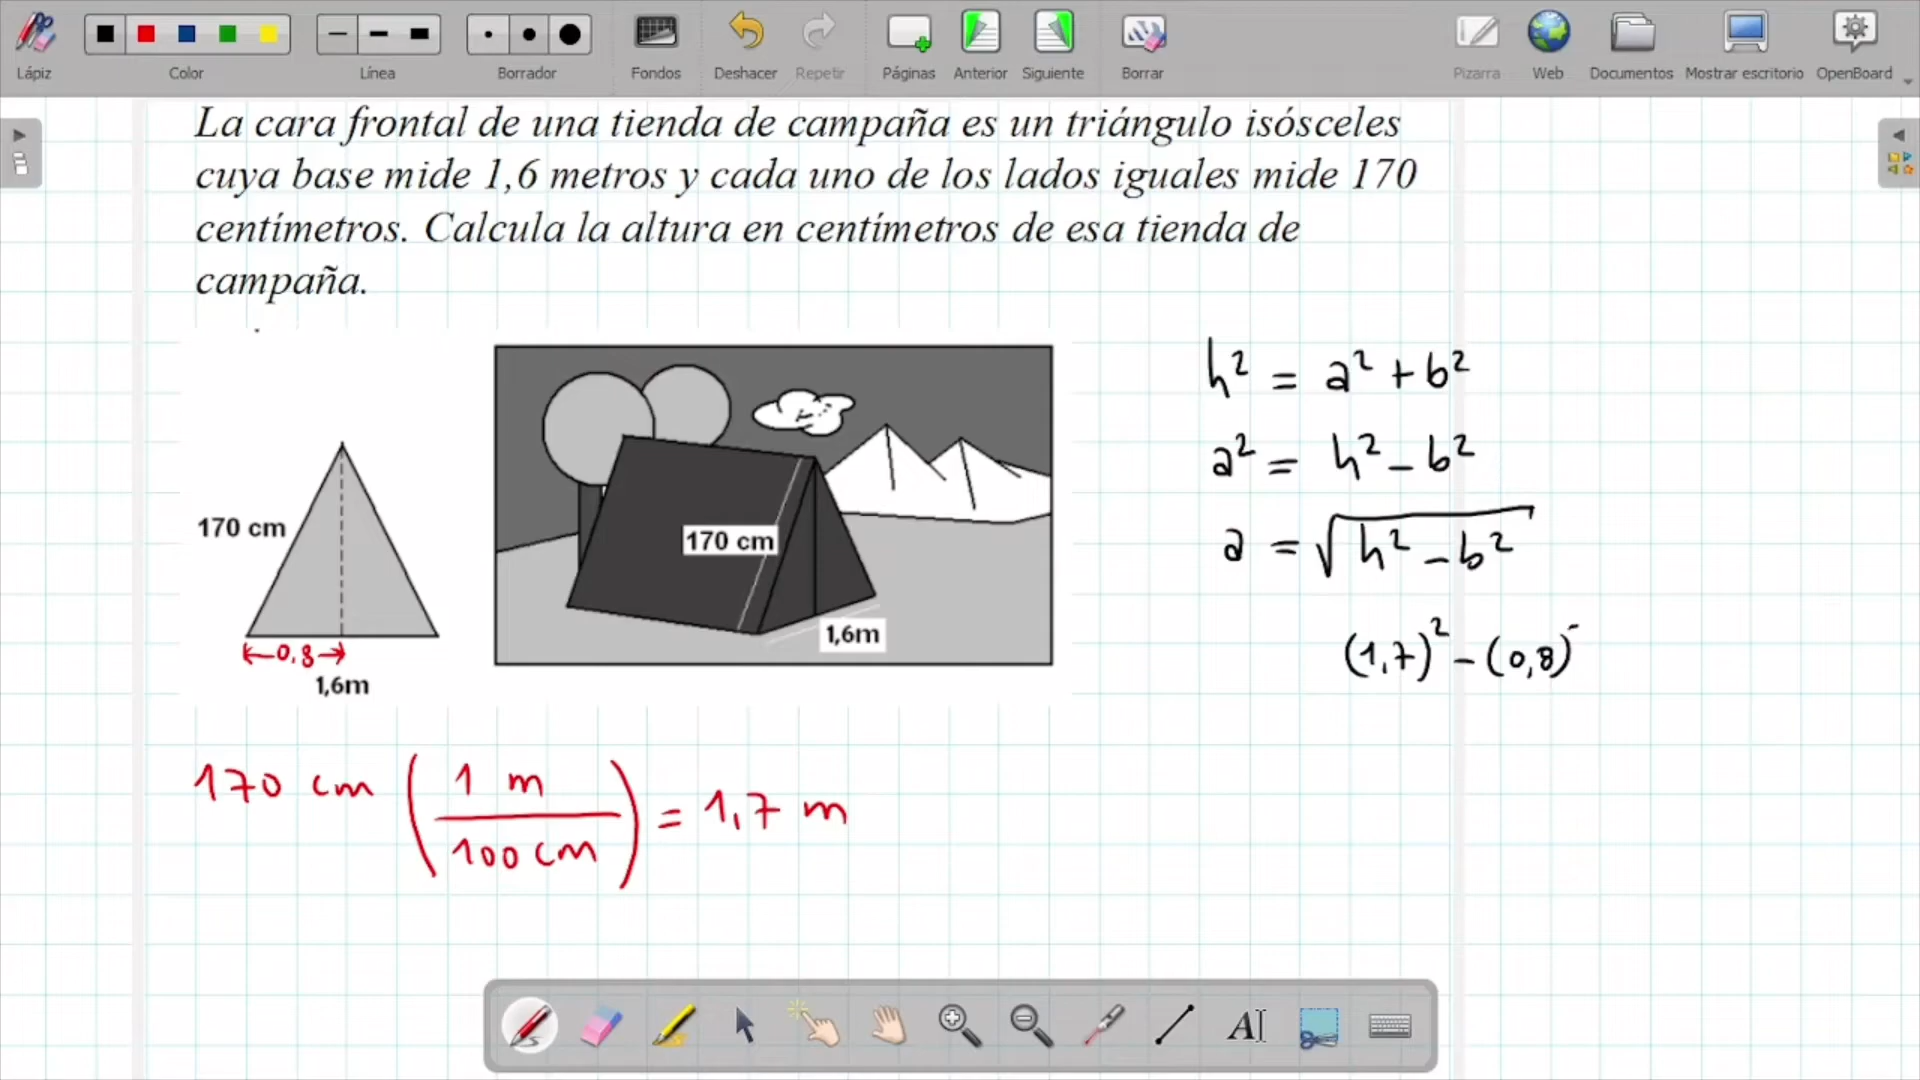 Lápiz
Color
Línea
Borrador
Fondos
Deshacer
Repetir
Páginas
Anterior
Siguiente
Borrar
Pizarra
Web
Documentos
Mostrar escritorio
OpenBoard
La cara frontal de una tienda de campaña es un triángulo isósceles
cuya base mide 1,6 metros y cada uno de los lados iguales mide 170
centímetros. Calcula la altura en centímetros de esa tienda de
campaña.
170 cm
0,8
1,6m
170 cm
1,6m
h² = a² + b²
a² = h² - b²
a = √h² - b²
(1,7)² - (0,8)
170 cm (1 m / 100 cm) = 1,7 m
AI